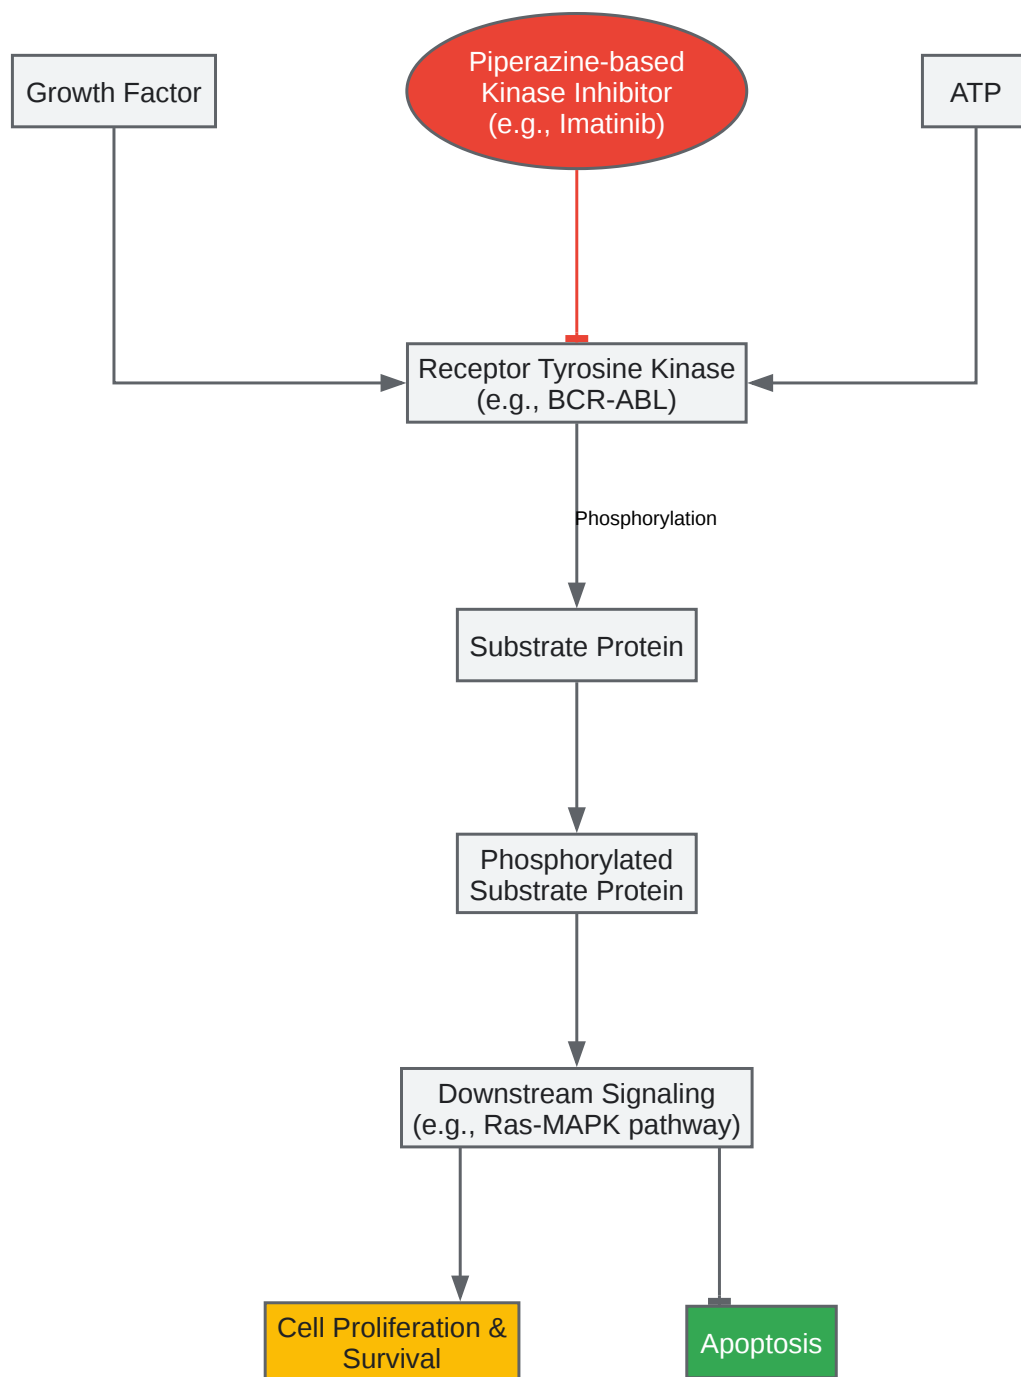 Growth Factor
Piperazine-based
Kinase Inhibitor
(e.g., Imatinib)
ATP
Receptor Tyrosine Kinase
(e.g., BCR-ABL)
Phosphorylation
Substrate Protein
Phosphorylated
Substrate Protein
Downstream Signaling
(e.g., Ras-MAPK pathway)
Cell Proliferation &
Survival
Apoptosis